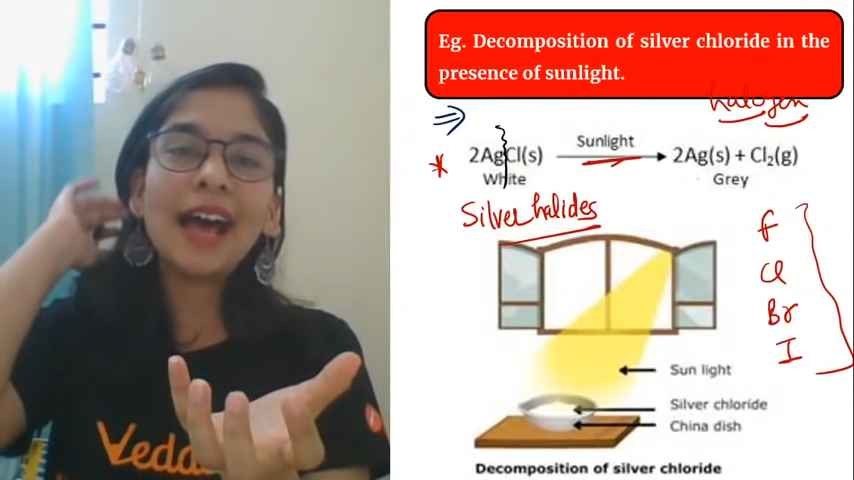 Eg. Decomposition of silver chloride in the
presence of sunlight.
halogen
2AgCl(s) Sunlight 2Ag(s) + Cl₂(g)
White Grey
Silver halides
F
Cl
Br
I
Sun light
Silver chloride
China dish
Decomposition of silver chloride
Veda